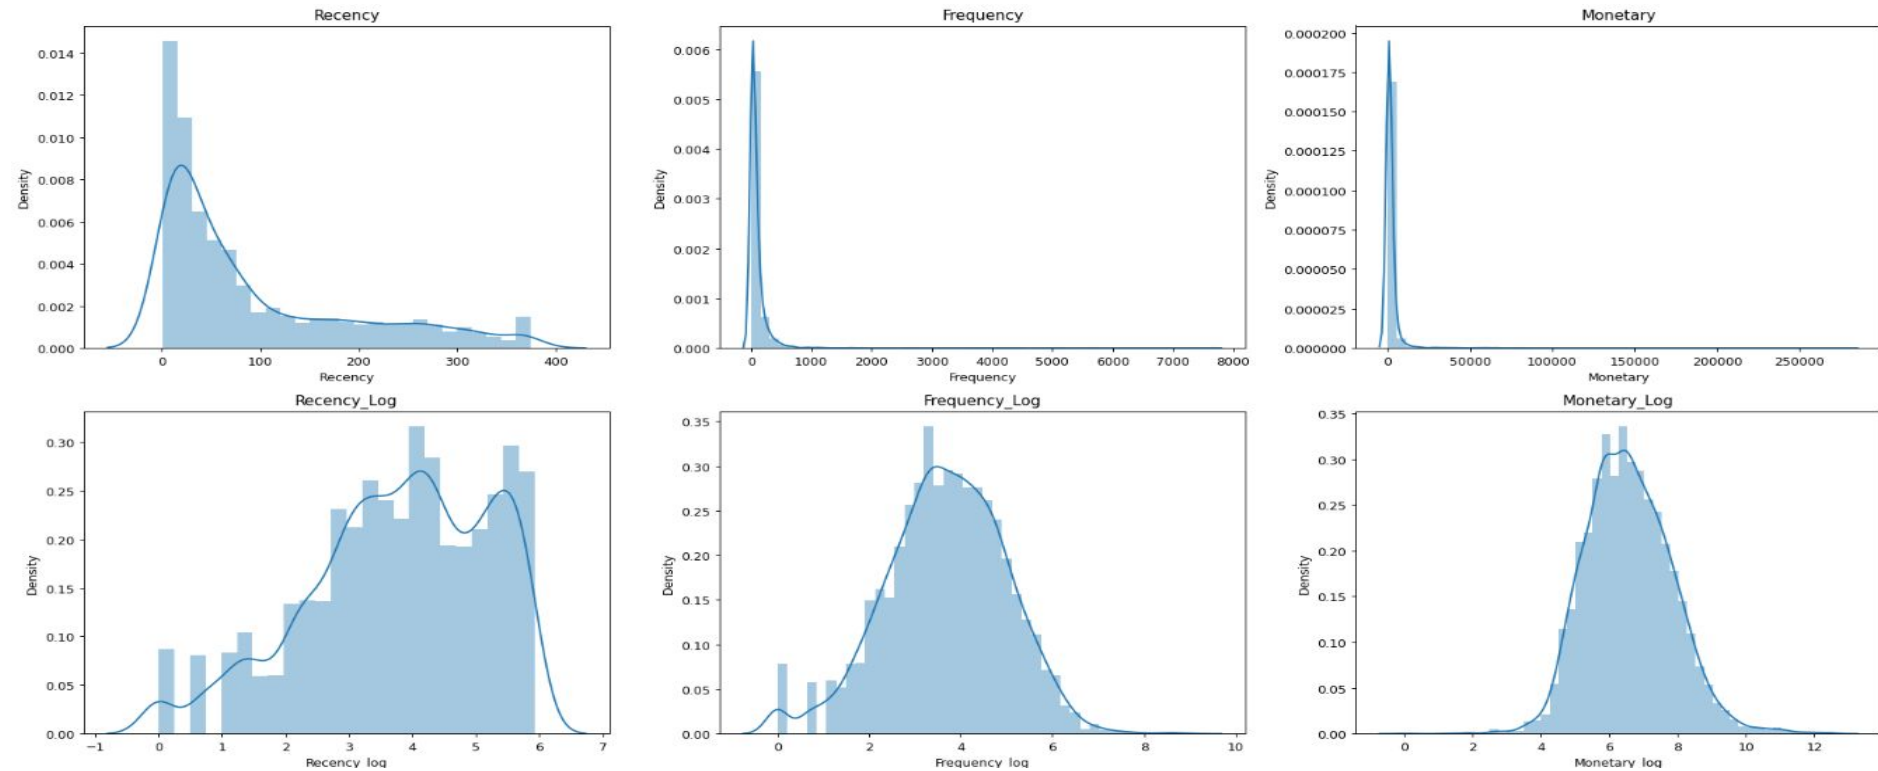 Recency
Density
0.014
0.012
0.010
0.008
0.006
0.004
0.002
0.000
0 100 200 300 400
Recency
Frequency
Density
0.006
0.005
0.004
0.003
0.002
0.001
0.000
0 1000 2000 3000 4000 5000 6000 7000 8000
Frequency
Monetary
Density
0.000200
0.000175
0.000150
0.000125
0.000100
0.000075
0.000050
0.000025
0.000000
0 50000 100000 150000 200000 250000
Monetary
Recency_Log
Density
0.30
0.25
0.20
0.15
0.10
0.05
0.00
−1 0 1 2 3 4 5 6 7
Recency_log
Frequency_Log
Density
0.35
0.30
0.25
0.20
0.15
0.10
0.05
0.00
0 2 4 6 8 10
Frequency_log
Monetary_Log
Density
0.35
0.30
0.25
0.20
0.15
0.10
0.05
0.00
0 2 4 6 8 10 12
Monetary_log